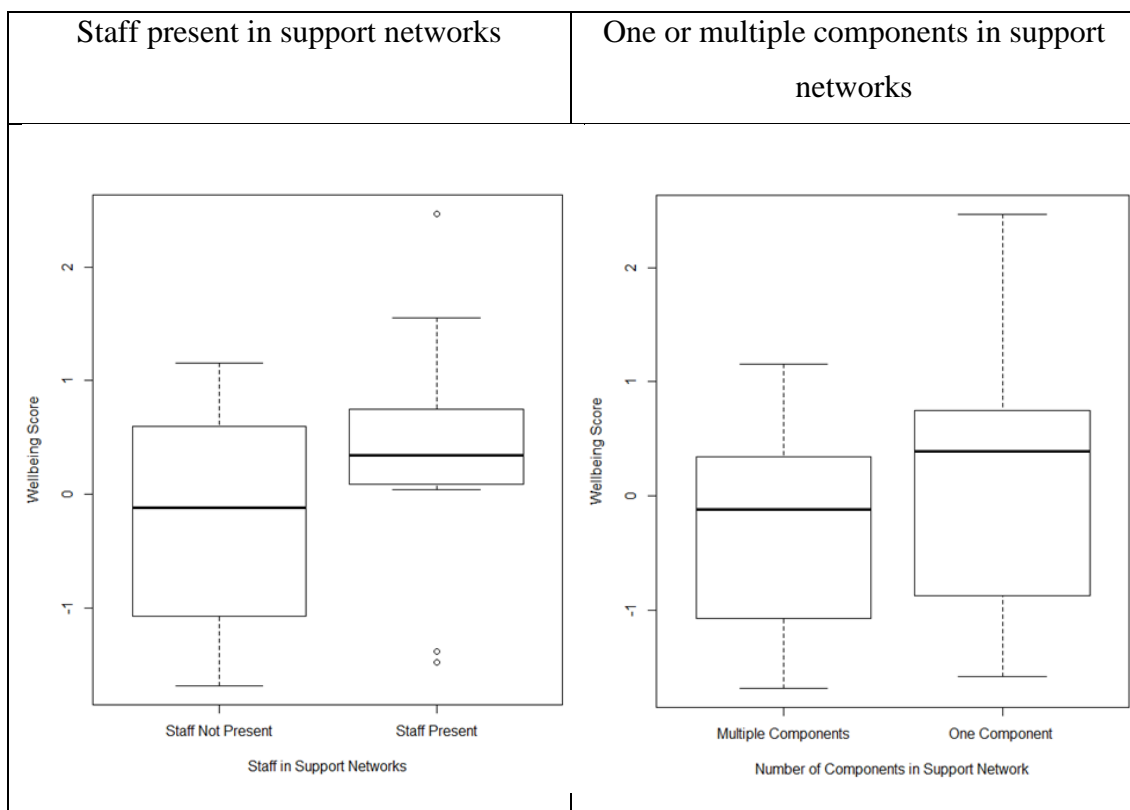 Staff present in support networks
One or multiple components in support
networks
2
1
0
-1
Wellbeing Score
Staff Not Present
Staff Present
Staff in Support Networks
2
1
0
-1
Wellbeing Score
Multiple Components
One Component
Number of Components in Support Network